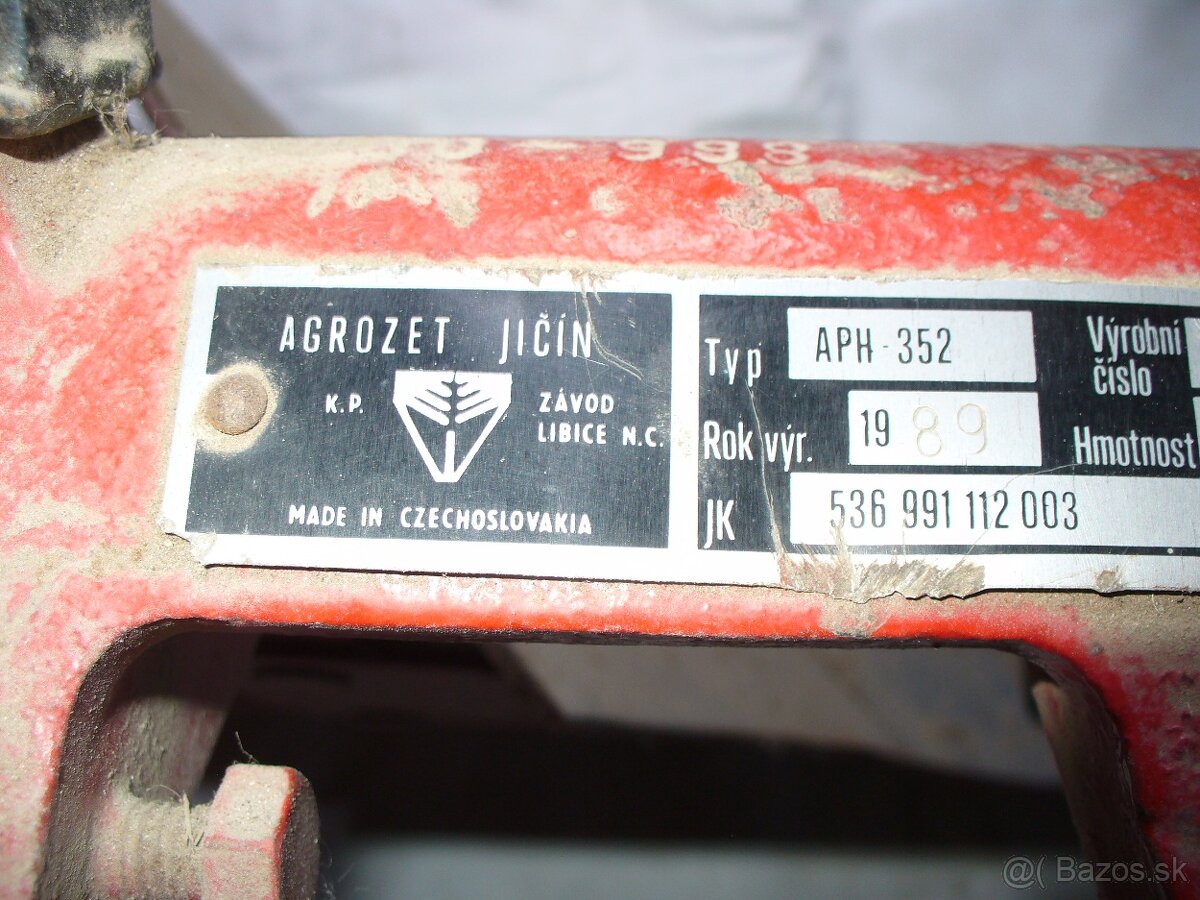 998
AGROZET JIČÍN
K.P.
ZÁVOD
LIBICE N.C.
MADE IN CZECHOSLOVAKIA
Typ APH-352
Výrobní
číslo
Rok výr. 1989
Hmotnost
JK 536 991 112 003
@( Bazos.sk